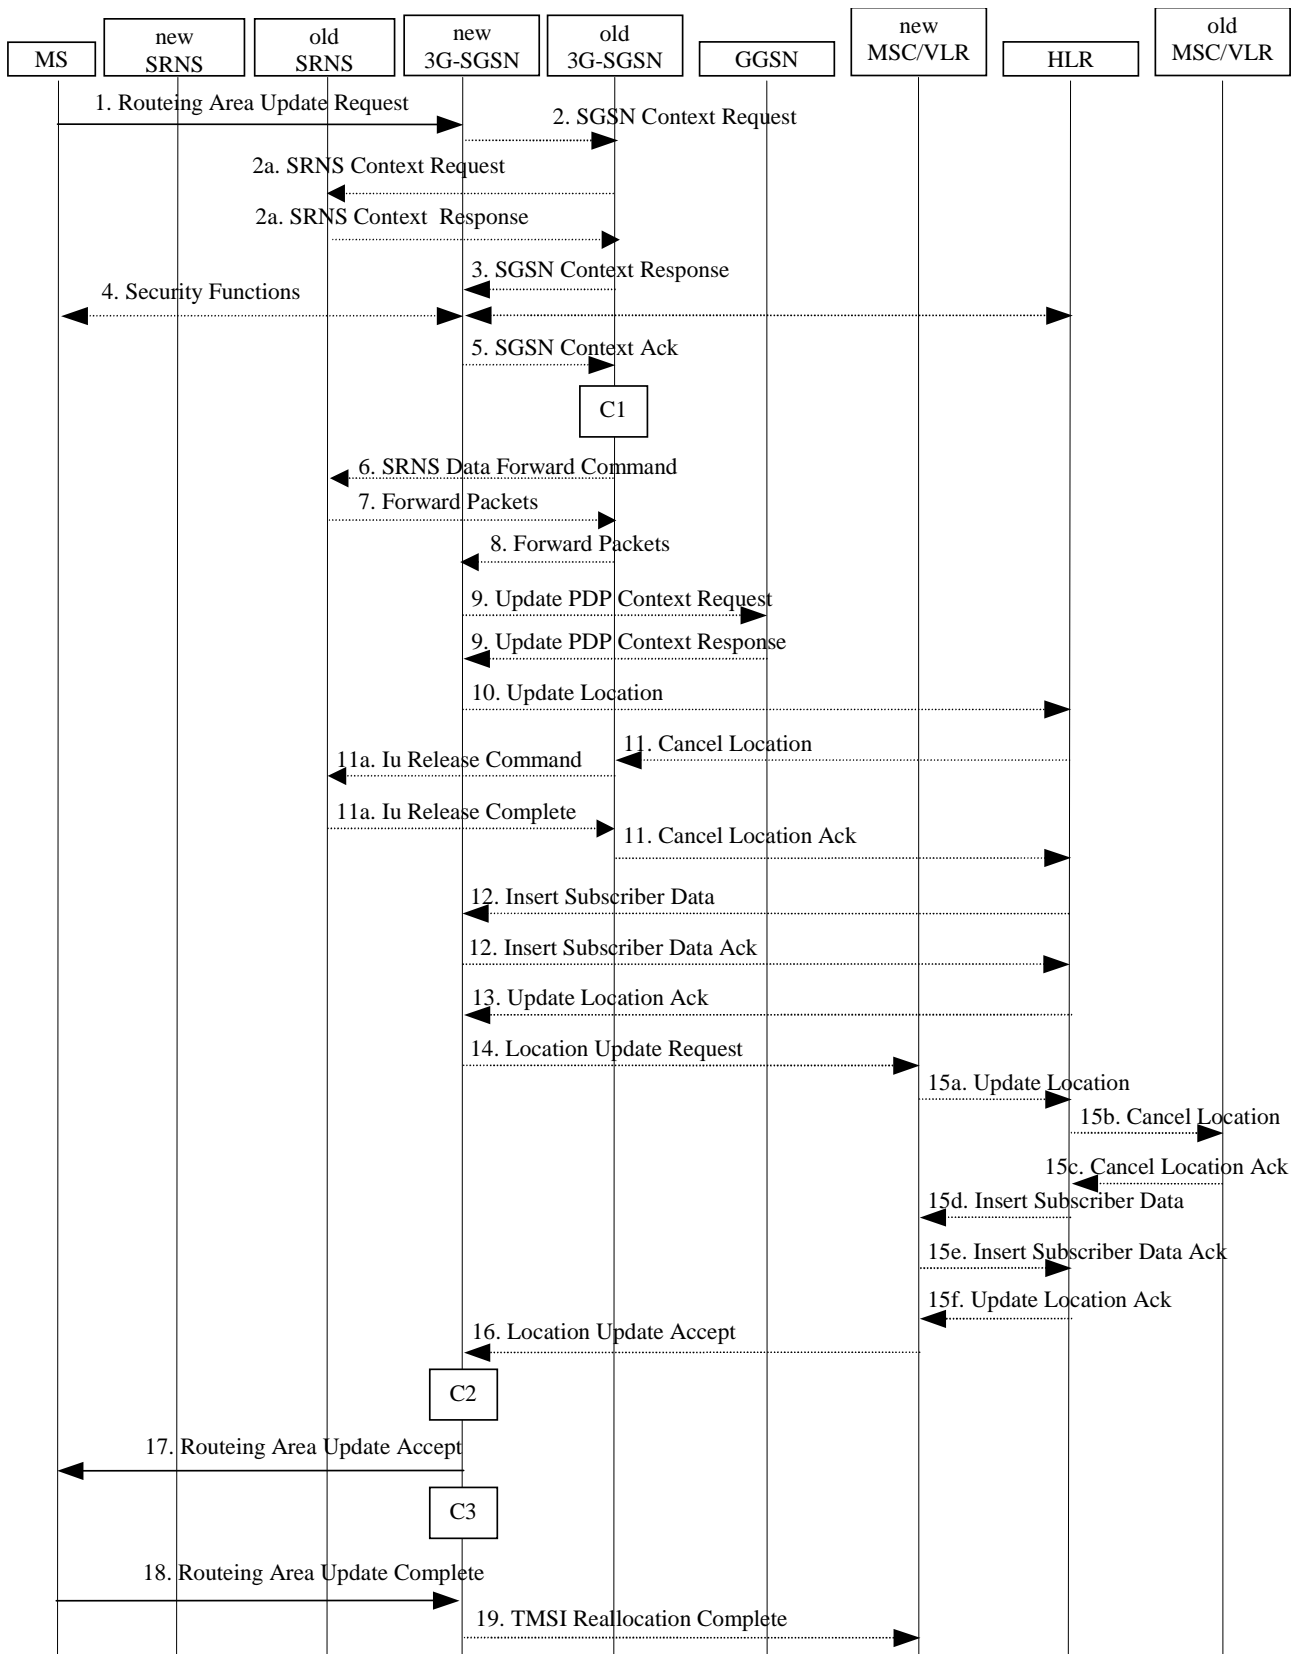 MS
new
SRNS
old
SRNS
new
3G-SGSN
old
3G-SGSN
GGSN
new
MSC/VLR
HLR
old
MSC/VLR
1. Routeing Area Update Request
2. SGSN Context Request
2a. SRNS Context Request
2a. SRNS Context Response
3. SGSN Context Response
4. Security Functions
5. SGSN Context Ack
C1
6. SRNS Data Forward Command
7. Forward Packets
8. Forward Packets
9. Update PDP Context Request
9. Update PDP Context Response
10. Update Location
11. Cancel Location
11a. Iu Release Command
11a. Iu Release Complete
11. Cancel Location Ack
12. Insert Subscriber Data
12. Insert Subscriber Data Ack
13. Update Location Ack
14. Location Update Request
15a. Update Location
15b. Cancel Location
15c. Cancel Location Ack
15d. Insert Subscriber Data
15e. Insert Subscriber Data Ack
15f. Update Location Ack
16. Location Update Accept
C2
17. Routeing Area Update Accept
C3
18. Routeing Area Update Complete
19. TMSI Reallocation Complete